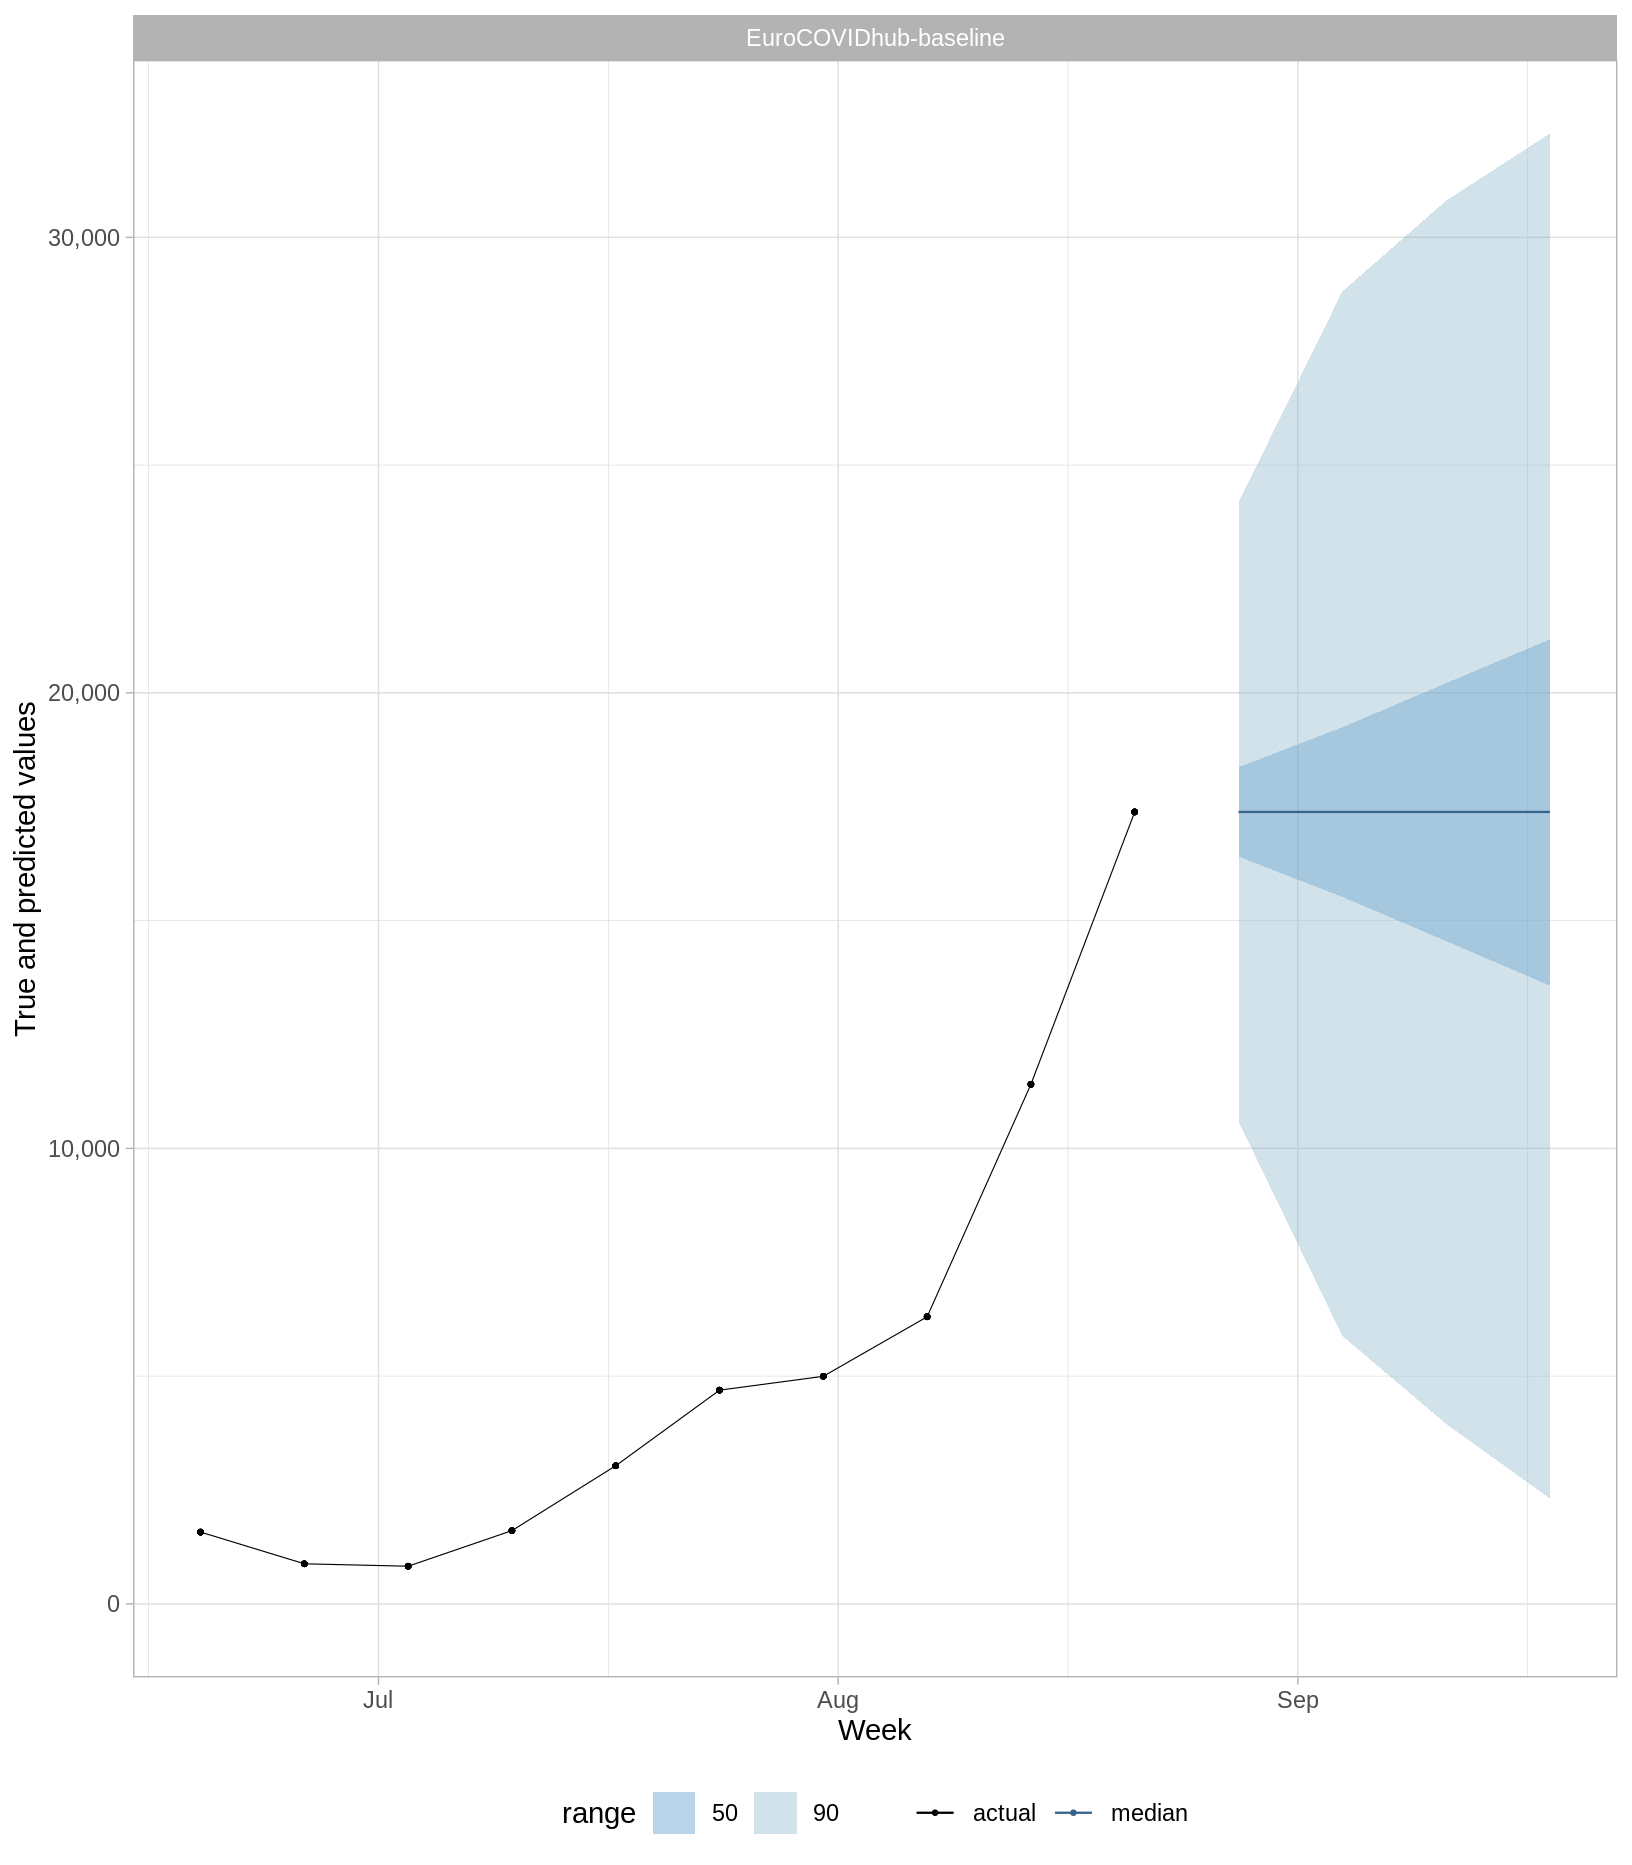 EuroCOVIDhub-baseline
True and predicted values
30,000
20,000
10,000
0
Jul Aug Sep
Week
range 50 90 actual median